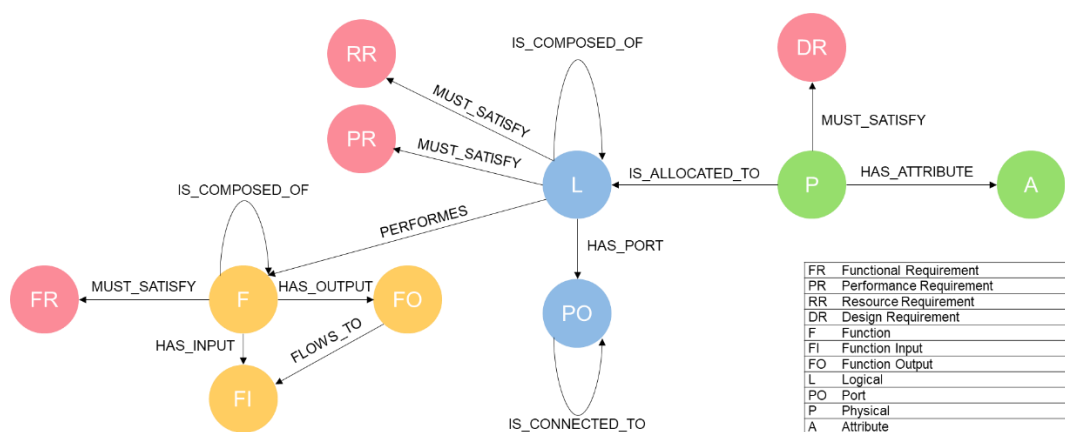 IS_COMPOSED_OF
RR
DR
MUST_SATISFY
MUST_SATISFY
PR
MUST_SATISFY
IS_COMPOSED_OF
L
IS_ALLOCATED_TO
P
HAS_ATTRIBUTE
A
PERFORMES
HAS_PORT
FR
MUST_SATISFY
F
HAS_OUTPUT
FO
PO
HAS_INPUT
FLOWS_TO
FI
IS_CONNECTED_TO
FR Functional Requirement
PR Performance Requirement
RR Resource Requirement
DR Design Requirement
F Function
FI Function Input
FO Function Output
L Logical
PO Port
P Physical
A Attribute